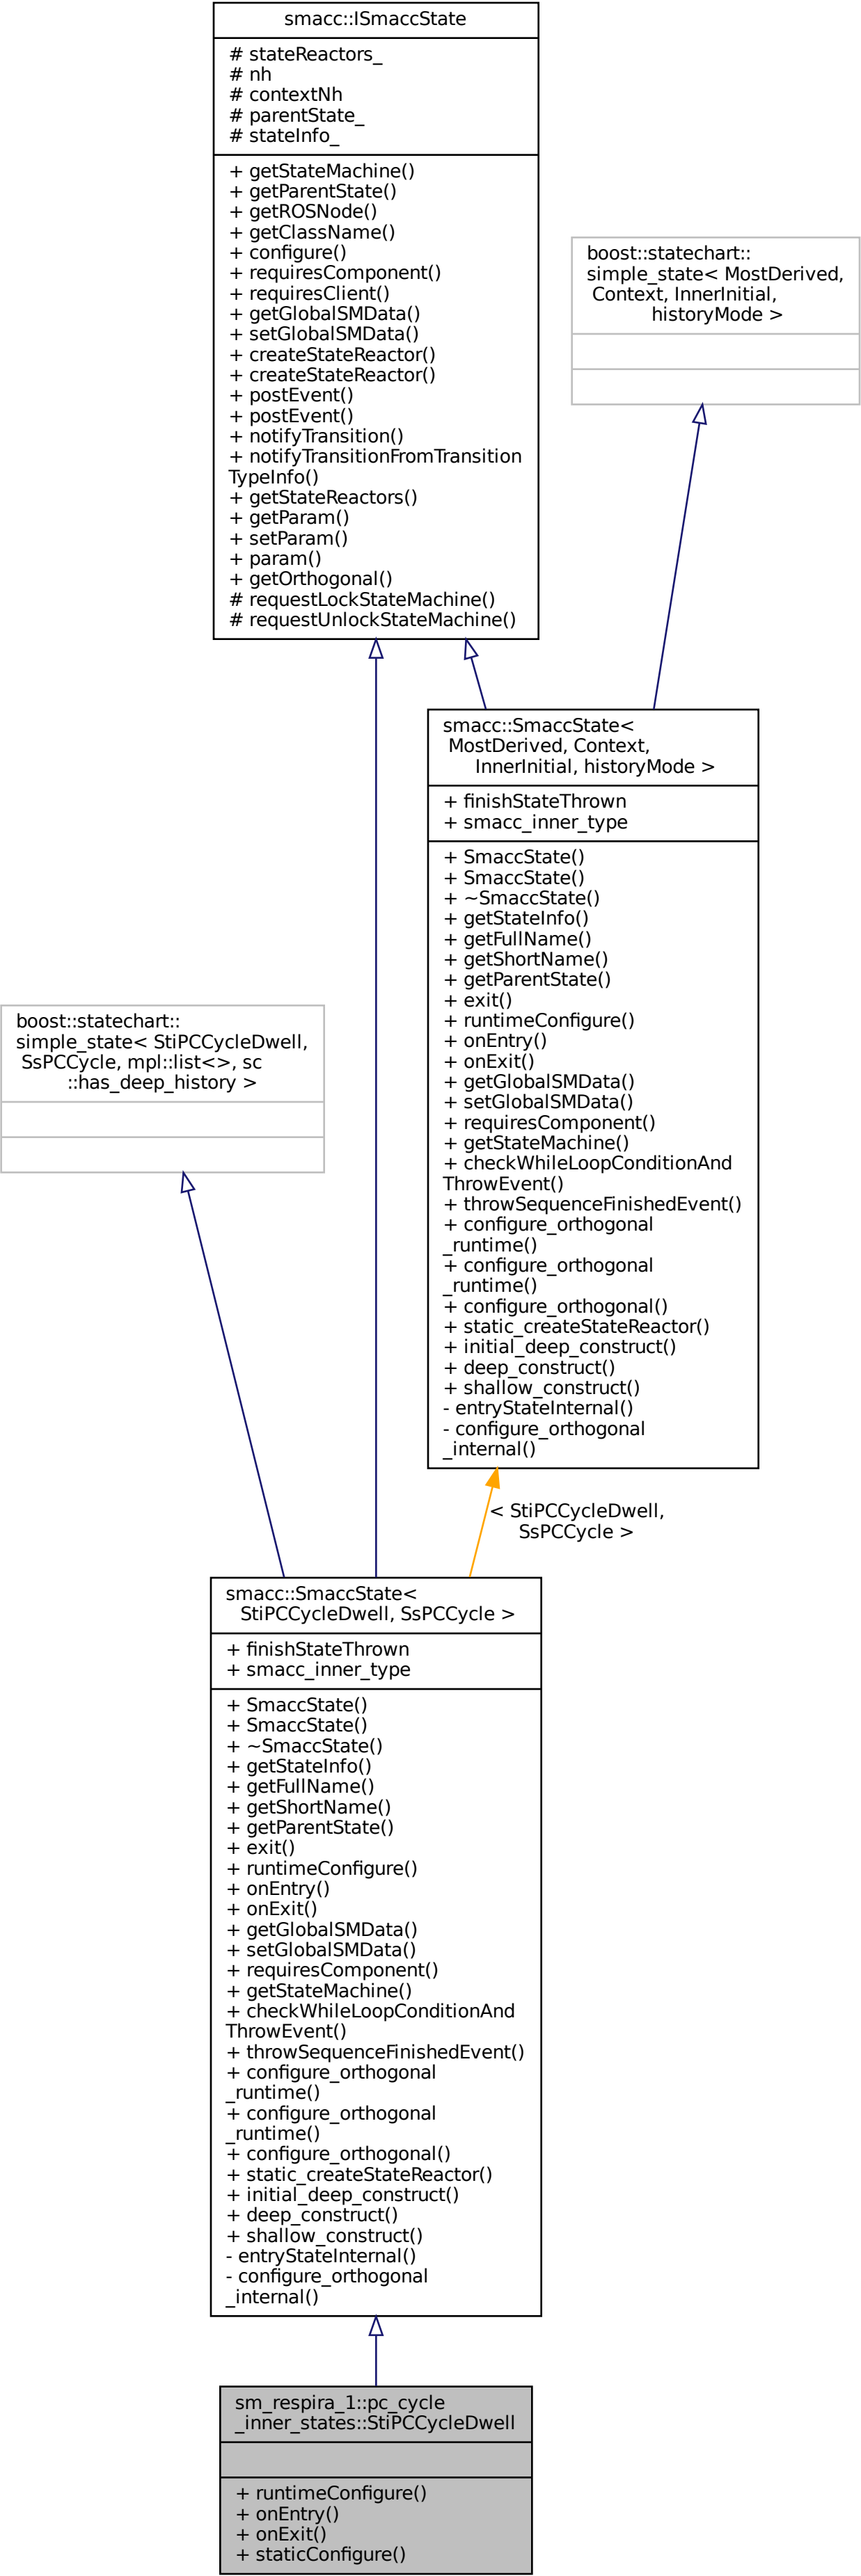 smacc::ISmaccState
# stateReactors_
# nh
# contextNh
# parentState_
# stateInfo_
+ getStateMachine()
+ getParentState()
+ getROSNode()
+ getClassName()
+ configure()
+ requiresComponent()
+ requiresClient()
+ getGlobalSMData()
+ setGlobalSMData()
+ createStateReactor()
+ createStateReactor()
+ postEvent()
+ postEvent()
+ notifyTransition()
+ notifyTransitionFromTransition
TypeInfo()
+ getStateReactors()
+ getParam()
+ setParam()
+ param()
+ getOrthogonal()
# requestLockStateMachine()
# requestUnlockStateMachine()
boost::statechart::
simple_state< MostDerived,
Context, InnerInitial,
historyMode >
smacc::SmaccState<
MostDerived, Context,
InnerInitial, historyMode >
+ finishStateThrown
+ smacc_inner_type
+ SmaccState()
+ SmaccState()
+ ~SmaccState()
+ getStateInfo()
+ getFullName()
+ getShortName()
+ getParentState()
+ exit()
+ runtimeConfigure()
+ onEntry()
+ onExit()
+ getGlobalSMData()
+ setGlobalSMData()
+ requiresComponent()
+ getStateMachine()
+ checkWhileLoopConditionAnd
ThrowEvent()
+ throwSequenceFinishedEvent()
+ configure_orthogonal
_runtime()
+ configure_orthogonal
_runtime()
+ configure_orthogonal()
+ static_createStateReactor()
+ initial_deep_construct()
+ deep_construct()
+ shallow_construct()
- entryStateInternal()
- configure_orthogonal
_internal()
boost::statechart::
simple_state< StiPCCycleDwell,
SsPCCycle, mpl::list<>, sc
::has_deep_history >
< StiPCCycleDwell,
SsPCCycle >
smacc::SmaccState<
StiPCCycleDwell, SsPCCycle >
+ finishStateThrown
+ smacc_inner_type
+ SmaccState()
+ SmaccState()
+ ~SmaccState()
+ getStateInfo()
+ getFullName()
+ getShortName()
+ getParentState()
+ exit()
+ runtimeConfigure()
+ onEntry()
+ onExit()
+ getGlobalSMData()
+ setGlobalSMData()
+ requiresComponent()
+ getStateMachine()
+ checkWhileLoopConditionAnd
ThrowEvent()
+ throwSequenceFinishedEvent()
+ configure_orthogonal
_runtime()
+ configure_orthogonal
_runtime()
+ configure_orthogonal()
+ static_createStateReactor()
+ initial_deep_construct()
+ deep_construct()
+ shallow_construct()
- entryStateInternal()
- configure_orthogonal
_internal()
sm_respira_1::pc_cycle
_inner_states::StiPCCycleDwell
+ runtimeConfigure()
+ onEntry()
+ onExit()
+ staticConfigure()